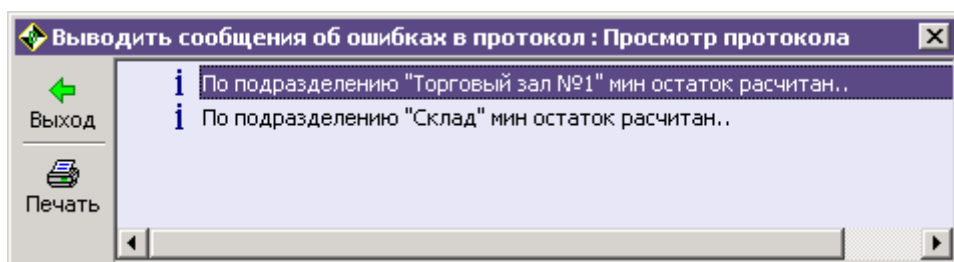 Выводить сообщения об ошибках в протокол : Просмотр протокола
Выход
Печать
i По подразделению "Торговый зал №1" мин остаток расчитан..
i По подразделению "Склад" мин остаток расчитан..